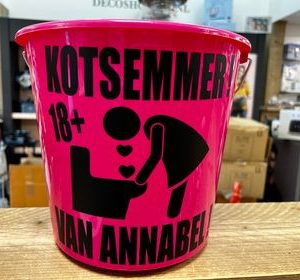 KOTSEMMER!
18+
VAN ANNABEL!